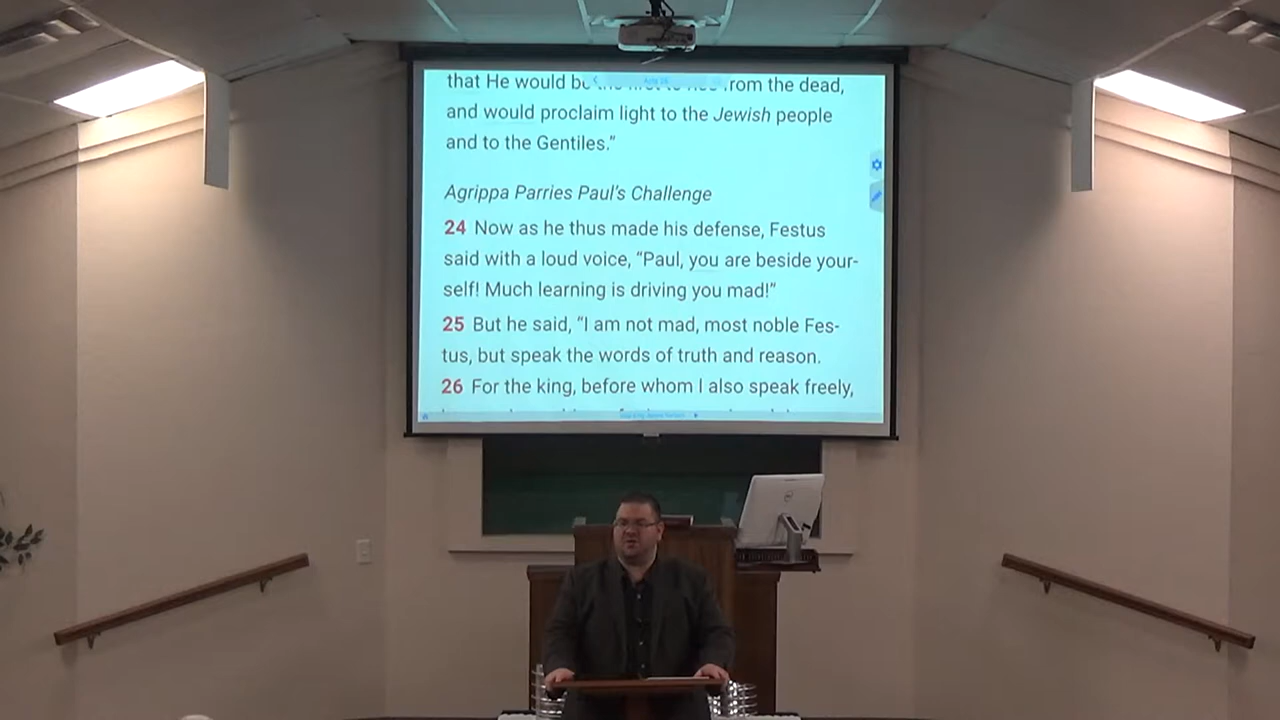 that He would be from the dead,
and would proclaim light to the Jewish people
and to the Gentiles.”
Agrippa Parries Paul’s Challenge
24 Now as he thus made his defense, Festus
said with a loud voice, “Paul, you are beside your-
self! Much learning is driving you mad!”
25 But he said, “I am not mad, most noble Fes-
tus, but speak the words of truth and reason.
26 For the king, before whom I also speak freely,